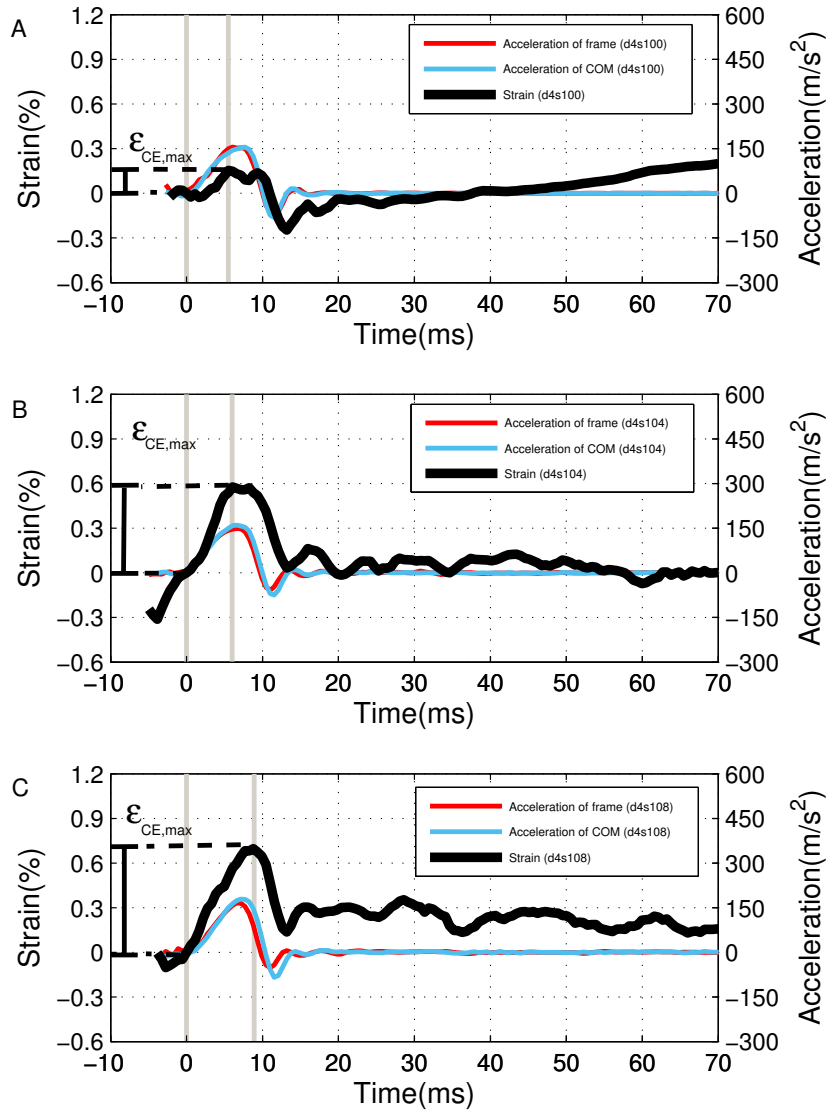 A
1.2
0.9
0.6
0.3
0
−0.3
−0.6
Strain(%)
ε CE,max
Acceleration of frame (d4s100)
Acceleration of COM (d4s100)
Strain (d4s100)
600
450
300
150
0
−150
−300
Acceleration(m/s²)
−10 0 10 20 30 40 50 60 70
Time(ms)
B
1.2
0.9
0.6
0.3
0
−0.3
−0.6
Strain(%)
ε CE,max
Acceleration of frame (d4s104)
Acceleration of COM (d4s104)
Strain (d4s104)
600
450
300
150
0
−150
−300
Acceleration(m/s²)
−10 0 10 20 30 40 50 60 70
Time(ms)
C
1.2
0.9
0.6
0.3
0
−0.3
−0.6
Strain(%)
ε CE,max
Acceleration of frame (d4s108)
Acceleration of COM (d4s108)
Strain (d4s108)
600
450
300
150
0
−150
−300
Acceleration(m/s²)
−10 0 10 20 30 40 50 60 70
Time(ms)